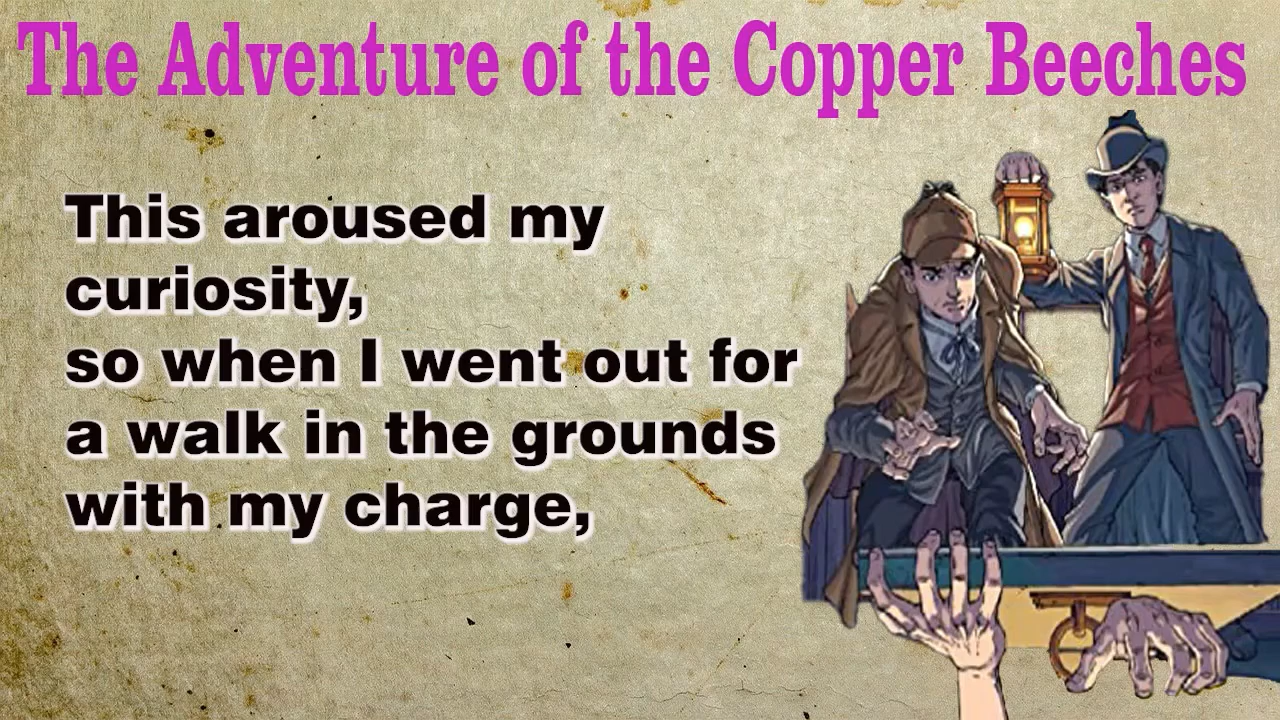 The Adventure of the Copper Beeches
This aroused my
curiosity,
so when I went out for
a walk in the grounds
with my charge,